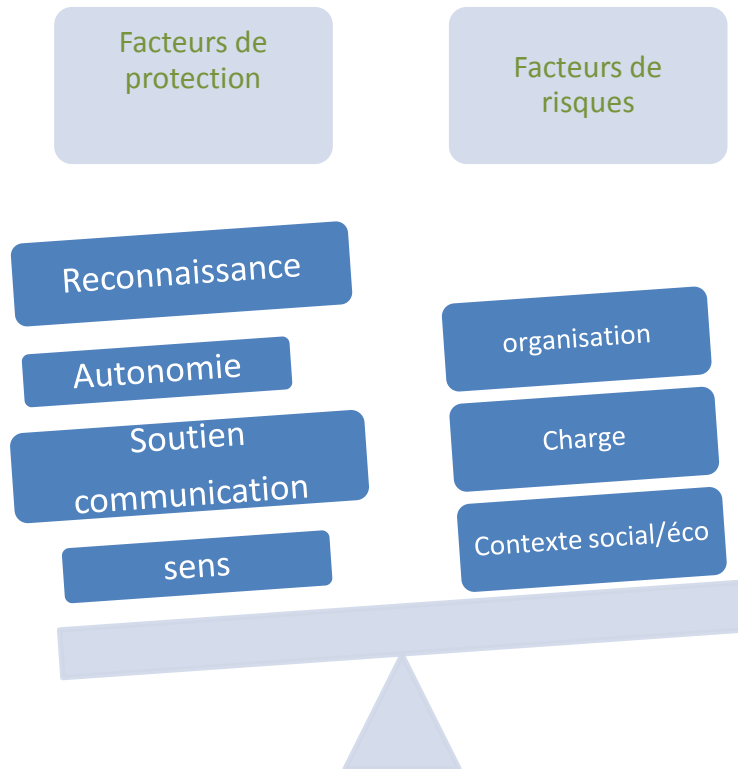 Facteurs de
protection
Facteurs de
risques
Reconnaissance
Autonomie
Soutien
communication
sens
organisation
Charge
Contexte social/éco